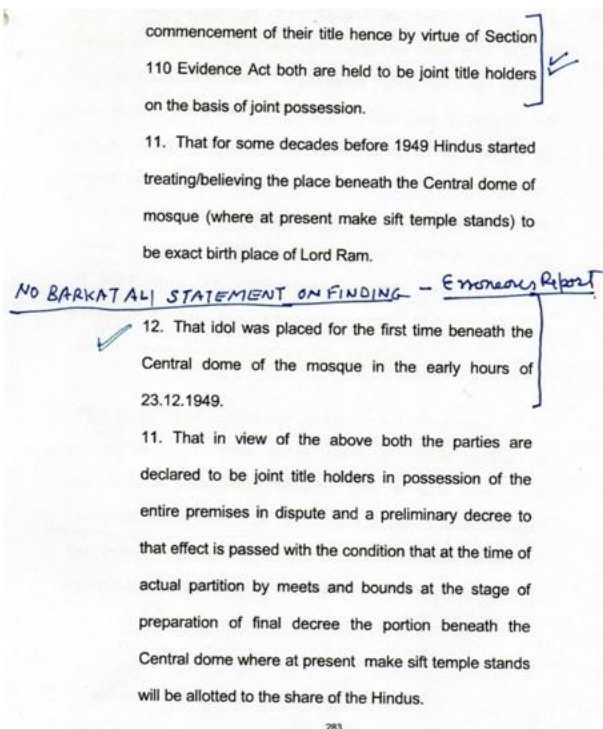 commencement of their title hence by virtue of Section
110 Evidence Act both are held to be joint title holders
on the basis of joint possession.
11. That for some decades before 1949 Hindus started
treating/believing the place beneath the Central dome of
mosque (where at present make sift temple stands) to
be exact birth place of Lord Ram.
NO BARKAT ALI STATEMENT ON FINDING - Erroneous Report
12. That idol was placed for the first time beneath the
Central dome of the mosque in the early hours of
23.12.1949.
11. That in view of the above both the parties are
declared to be joint title holders in possession of the
entire premises in dispute and a preliminary decree to
that effect is passed with the condition that at the time of
actual partition by meets and bounds at the stage of
preparation of final decree the portion beneath the
Central dome where at present make sift temple stands
will be allotted to the share of the Hindus.
283